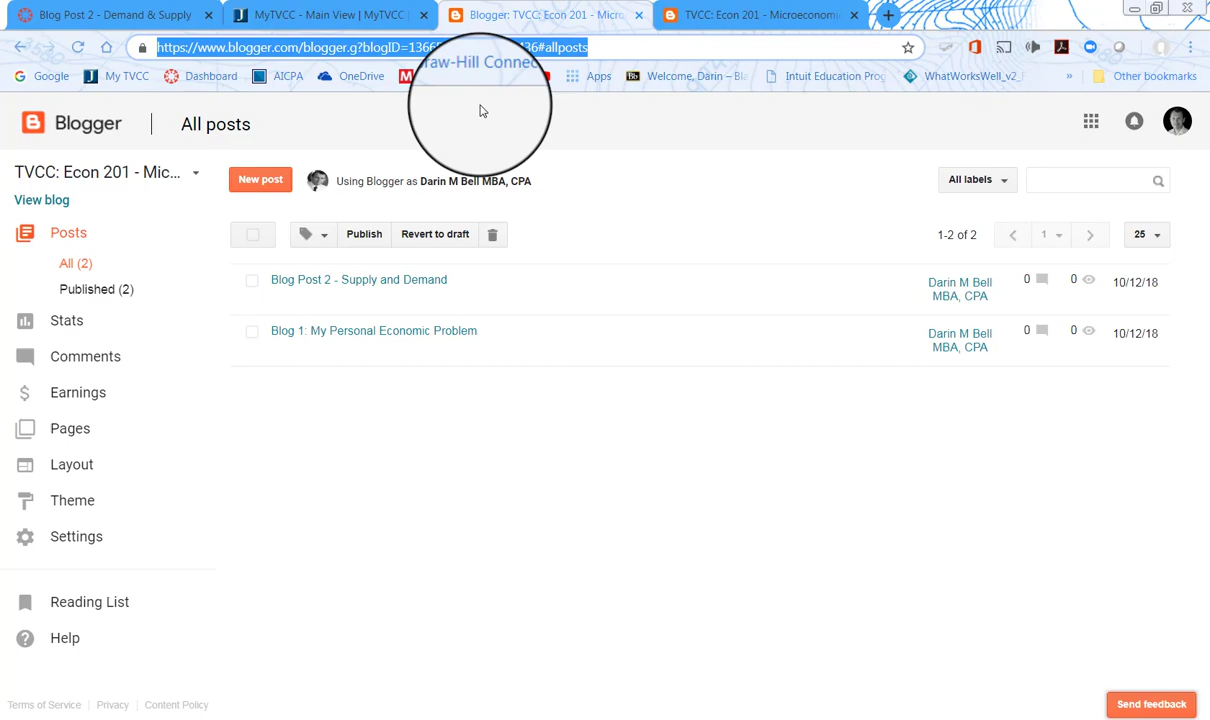 Blog Post 2 - Demand & Supply
MyTVCC - Main View | MyTVCC
Blogger: TVCC: Econ 201 - Micro
TVCC: Econ 201 - Microeconomi
https://www.blogger.com/blogger.g?blogID=1366
36#allposts
Google
My TVCC
Dashboard
AICPA
OneDrive
raw-Hill Connec
Apps
Welcome, Darin – Bla
Intuit Education Prog
WhatWorksWell_v2_F
»
Other bookmarks
Blogger
All posts
TVCC: Econ 201 - Mic...
New post
Using Blogger as Darin M Bell MBA, CPA
All labels
View blog
Posts
Publish
Revert to draft
1-2 of 2
1
25
All (2)
Published (2)
Blog Post 2 - Supply and Demand
Darin M Bell
MBA, CPA
0
0
10/12/18
Blog 1: My Personal Economic Problem
Darin M Bell
MBA, CPA
0
0
10/12/18
Stats
Comments
Earnings
Pages
Layout
Theme
Settings
Reading List
Help
Terms of Service | Privacy | Content Policy
Send feedback